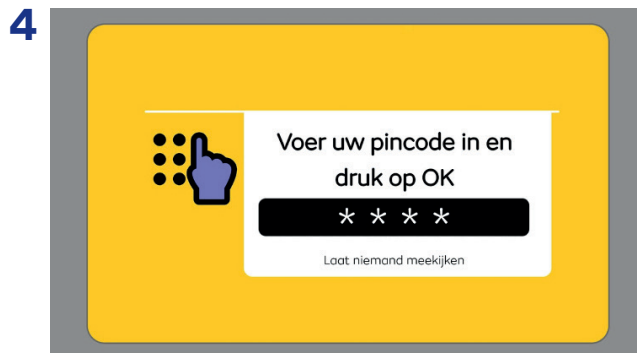 4
Voer uw pincode in en
druk op OK
* * * *
Laat niemand meekijken